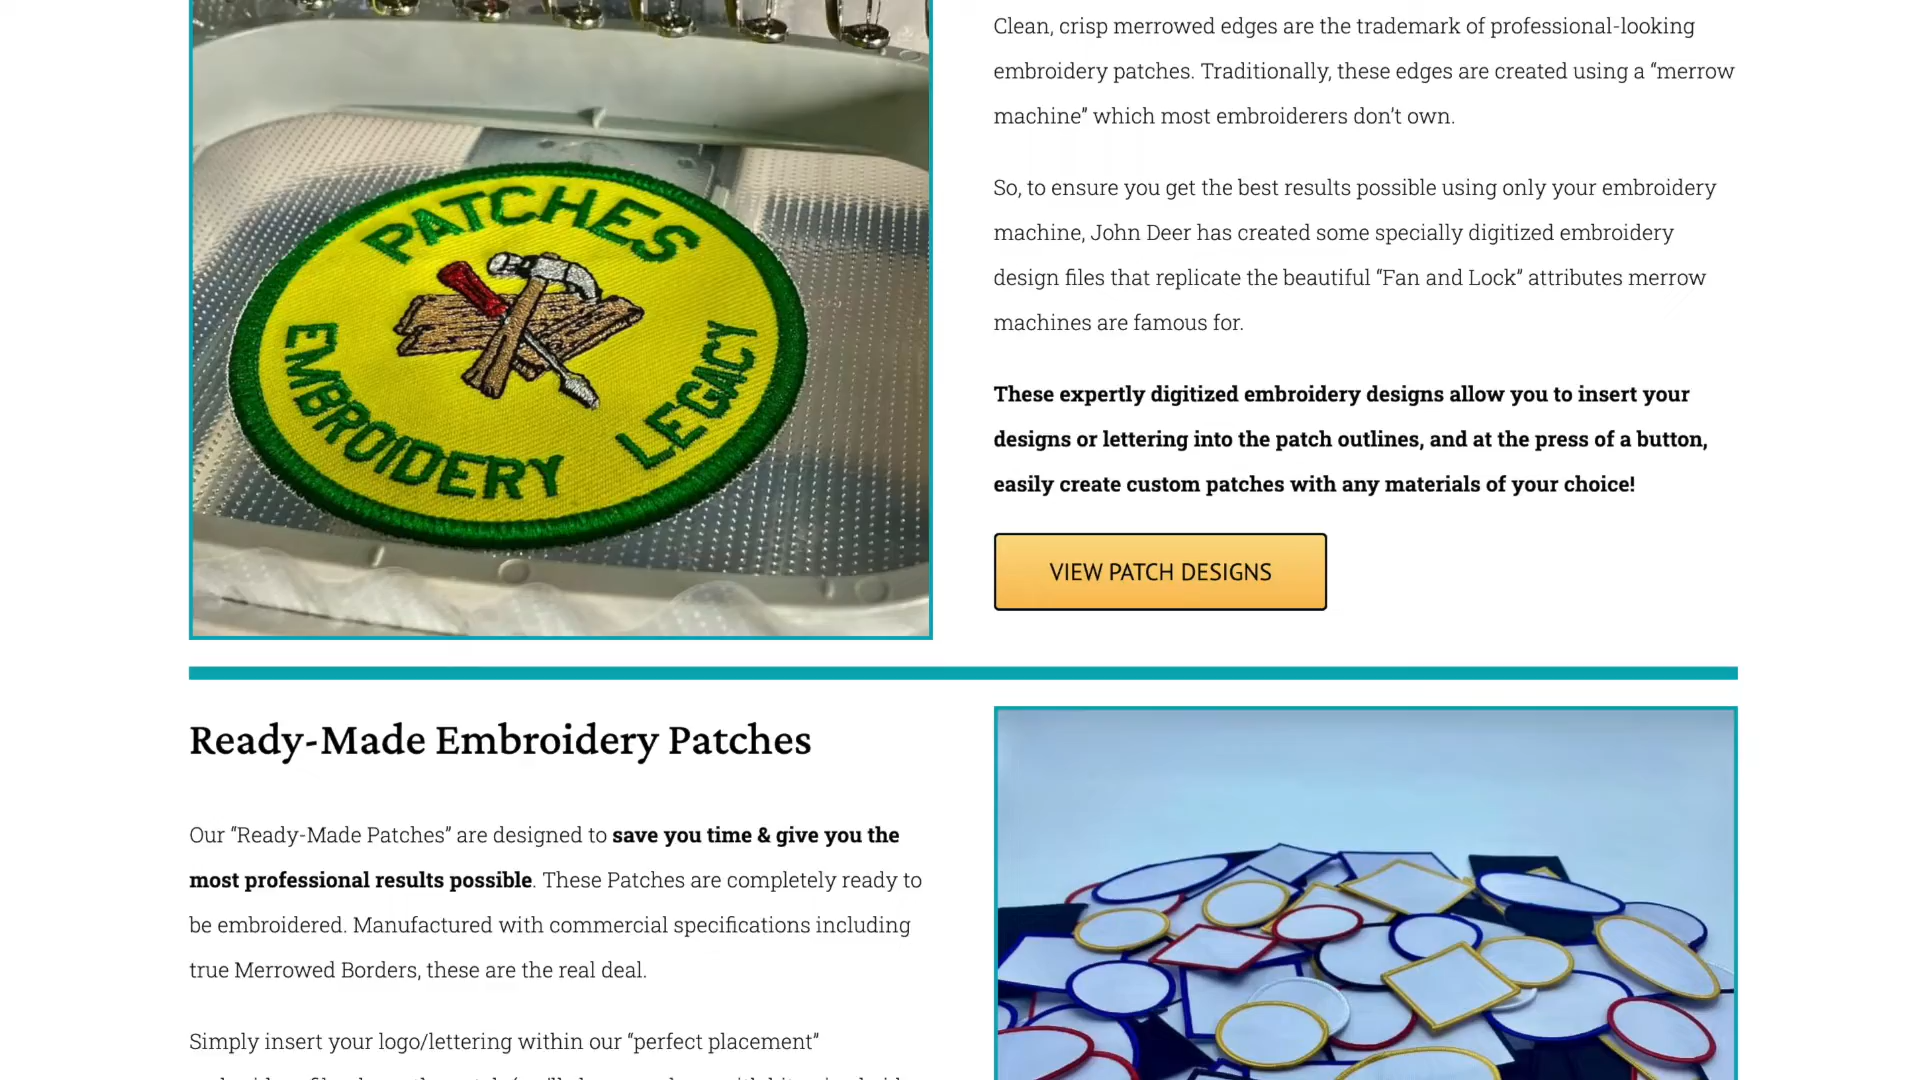 PATCHES
EMBROIDERY LEGACY
Clean, crisp merrowed edges are the trademark of professional-looking
embroidery patches. Traditionally, these edges are created using a “merrow
machine” which most embroiderers don’t own.
So, to ensure you get the best results possible using only your embroidery
machine, John Deer has created some specially digitized embroidery
design files that replicate the beautiful “Fan and Lock” attributes merrow
machines are famous for.
These expertly digitized embroidery designs allow you to insert your
designs or lettering into the patch outlines, and at the press of a button,
easily create custom patches with any materials of your choice!
VIEW PATCH DESIGNS
Ready-Made Embroidery Patches
Our “Ready-Made Patches” are designed to save you time & give you the
most professional results possible. These Patches are completely ready to
be embroidered. Manufactured with commercial specifications including
true Merrowed Borders, these are the real deal.
Simply insert your logo/lettering within our “perfect placement”